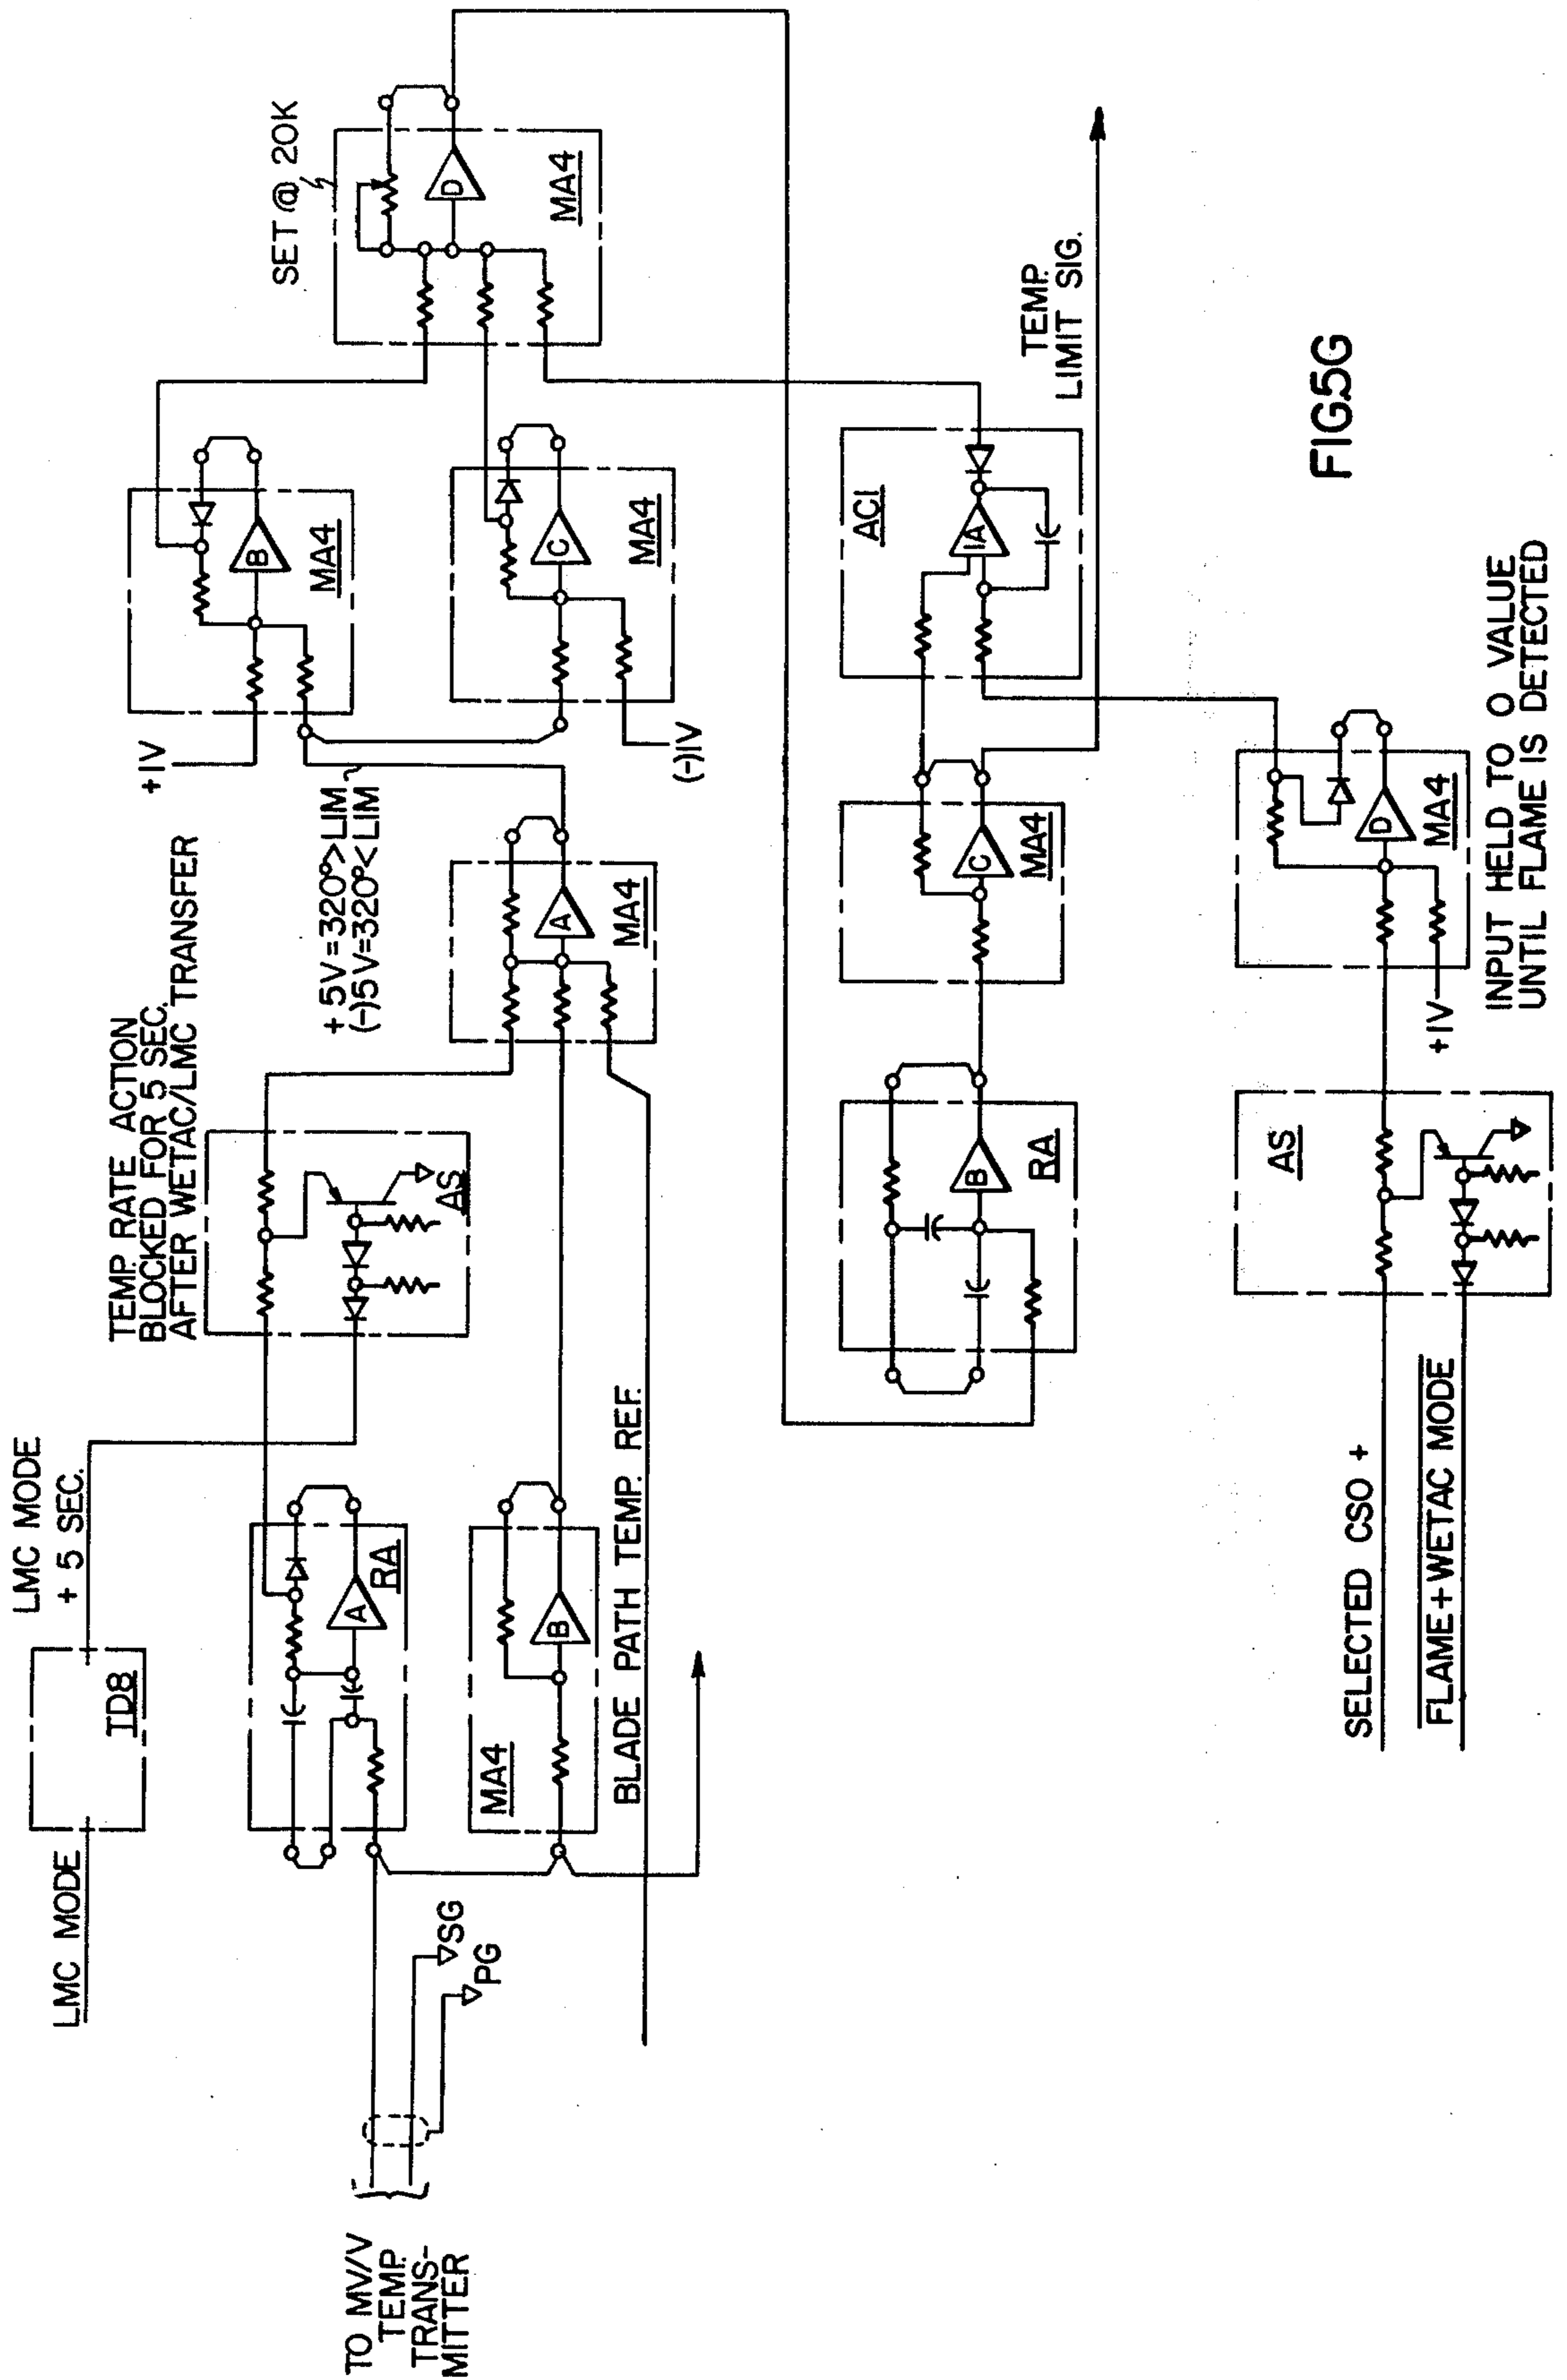 LMC MODE
TD8
LMC MODE
+ 5 SEC.
TEMP. RATE ACTION
BLOCKED FOR 5 SEC.
AFTER WETAC/LMC TRANSFER
AS
A
RA
TO MV/V
TEMP.
TRANS-
MITTER
SG
PG
MA4
B
BLADE PATH TEMP. REF.
+5V=320°>LIM
(-)5V=320°<LIM
A
MA4
+1V
B
MA4
C
MA4
(-)1V
SET @ 20K
D
MA4
B
RA
C
MA4
AC1
1A
TEMP.
LIMIT SIG.
SELECTED CSO +
FLAME+WETAC MODE
AS
+1V
D
MA4
INPUT HELD TO O VALUE
UNTIL FLAME IS DETECTED
FIG5G